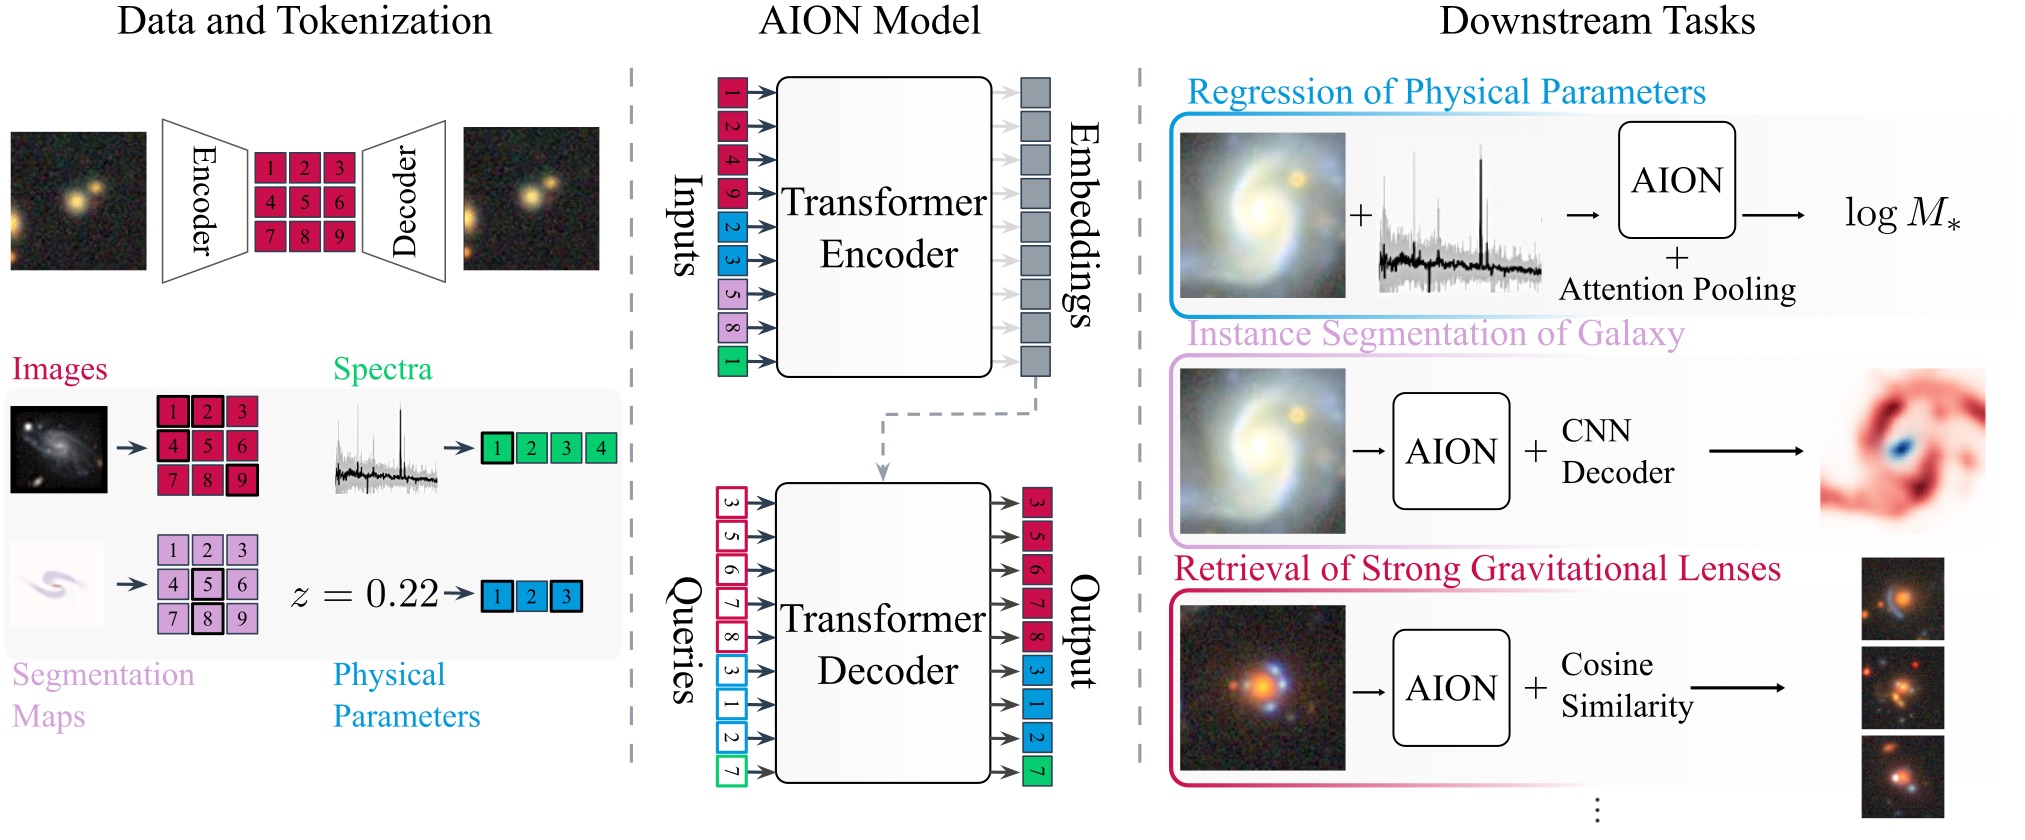 Data and Tokenization
Encoder
1 2 3
4 5 6
7 8 9
Decoder
Images
1 2 3
4 5 6
7 8 9
Spectra
1 2 3 4
1 2 3
4 5 6
7 8 9
z = 0.22
1 2 3
Segmentation
Maps
Physical
Parameters
AION Model
Inputs
1
2
4
9
2
3
5
8
1
Transformer
Encoder
Embeddings
Queries
3
5
6
7
8
3
1
2
7
Transformer
Decoder
3
5
6
7
8
3
1
2
7
Output
Downstream Tasks
Regression of Physical Parameters
+
AION
+
Attention Pooling
log M*
Instance Segmentation of Galaxy
AION
+
CNN
Decoder
Retrieval of Strong Gravitational Lenses
AION
+
Cosine
Similarity
⋮